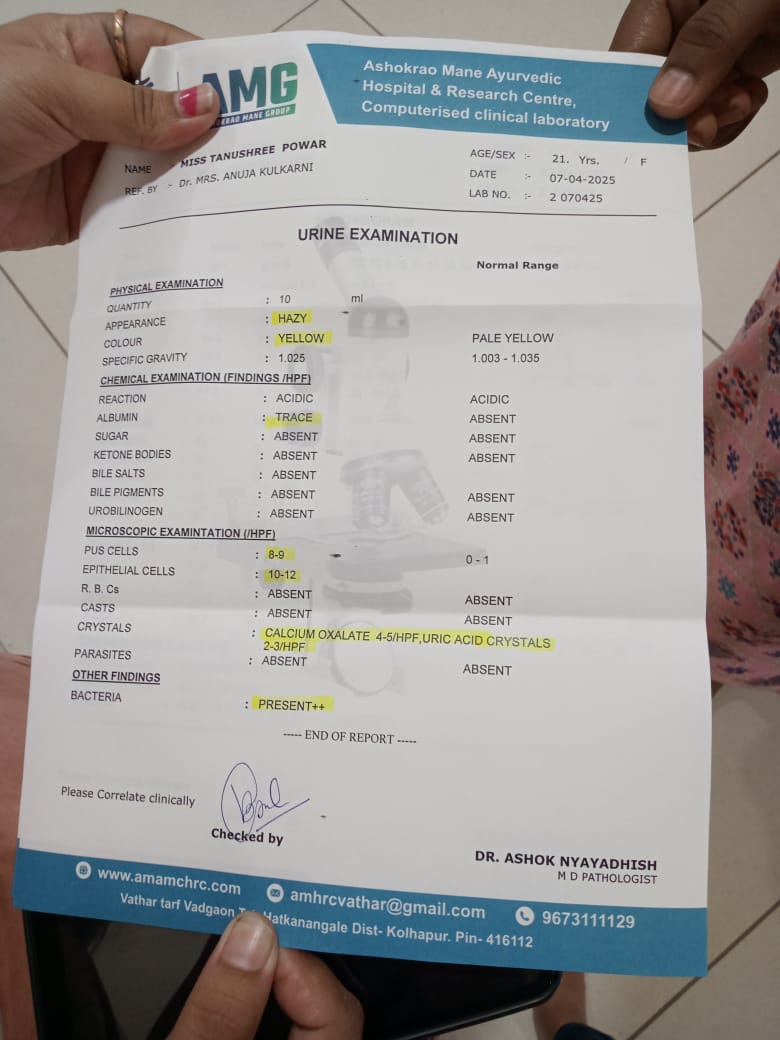 AMG
OKRAO MANE GROUP
Ashokrao Mane Ayurvedic
Hospital & Research Centre,
Computerised clinical laboratory
NAME :- MISS TANUSHREE POWAR
REF. BY :- Dr. MRS. ANUJA KULKARNI
AGE/SEX :- 21. Yrs. / F
DATE :- 07-04-2025
LAB NO. :- 2 070425
URINE EXAMINATION
Normal Range
PHYSICAL EXAMINATION
QUANTITY : 10 ml
APPEARANCE : HAZY
COLOUR : YELLOW PALE YELLOW
SPECIFIC GRAVITY : 1.025 1.003 - 1.035
CHEMICAL EXAMINATION (FINDINGS /HPF)
REACTION : ACIDIC ACIDIC
ALBUMIN : TRACE ABSENT
SUGAR : ABSENT ABSENT
KETONE BODIES : ABSENT ABSENT
BILE SALTS : ABSENT
BILE PIGMENTS : ABSENT ABSENT
UROBILINOGEN : ABSENT ABSENT
MICROSCOPIC EXAMINTATION (/HPF)
PUS CELLS : 8-9 0 - 1
EPITHELIAL CELLS : 10-12
R. B. Cs : ABSENT ABSENT
CASTS : ABSENT ABSENT
CRYSTALS : CALCIUM OXALATE 4-5/HPF,URIC ACID CRYSTALS
2-3/HPF
PARASITES : ABSENT ABSENT
OTHER FINDINGS
BACTERIA : PRESENT++
----- END OF REPORT -----
Please Correlate clinically
Checked by
DR. ASHOK NYAYADHISH
M D PATHOLOGIST
www.amamchrc.com amhrcvathar@gmail.com 9673111129
Vathar tarf Vadgaon Hatkanangale Dist- Kolhapur. Pin- 416112